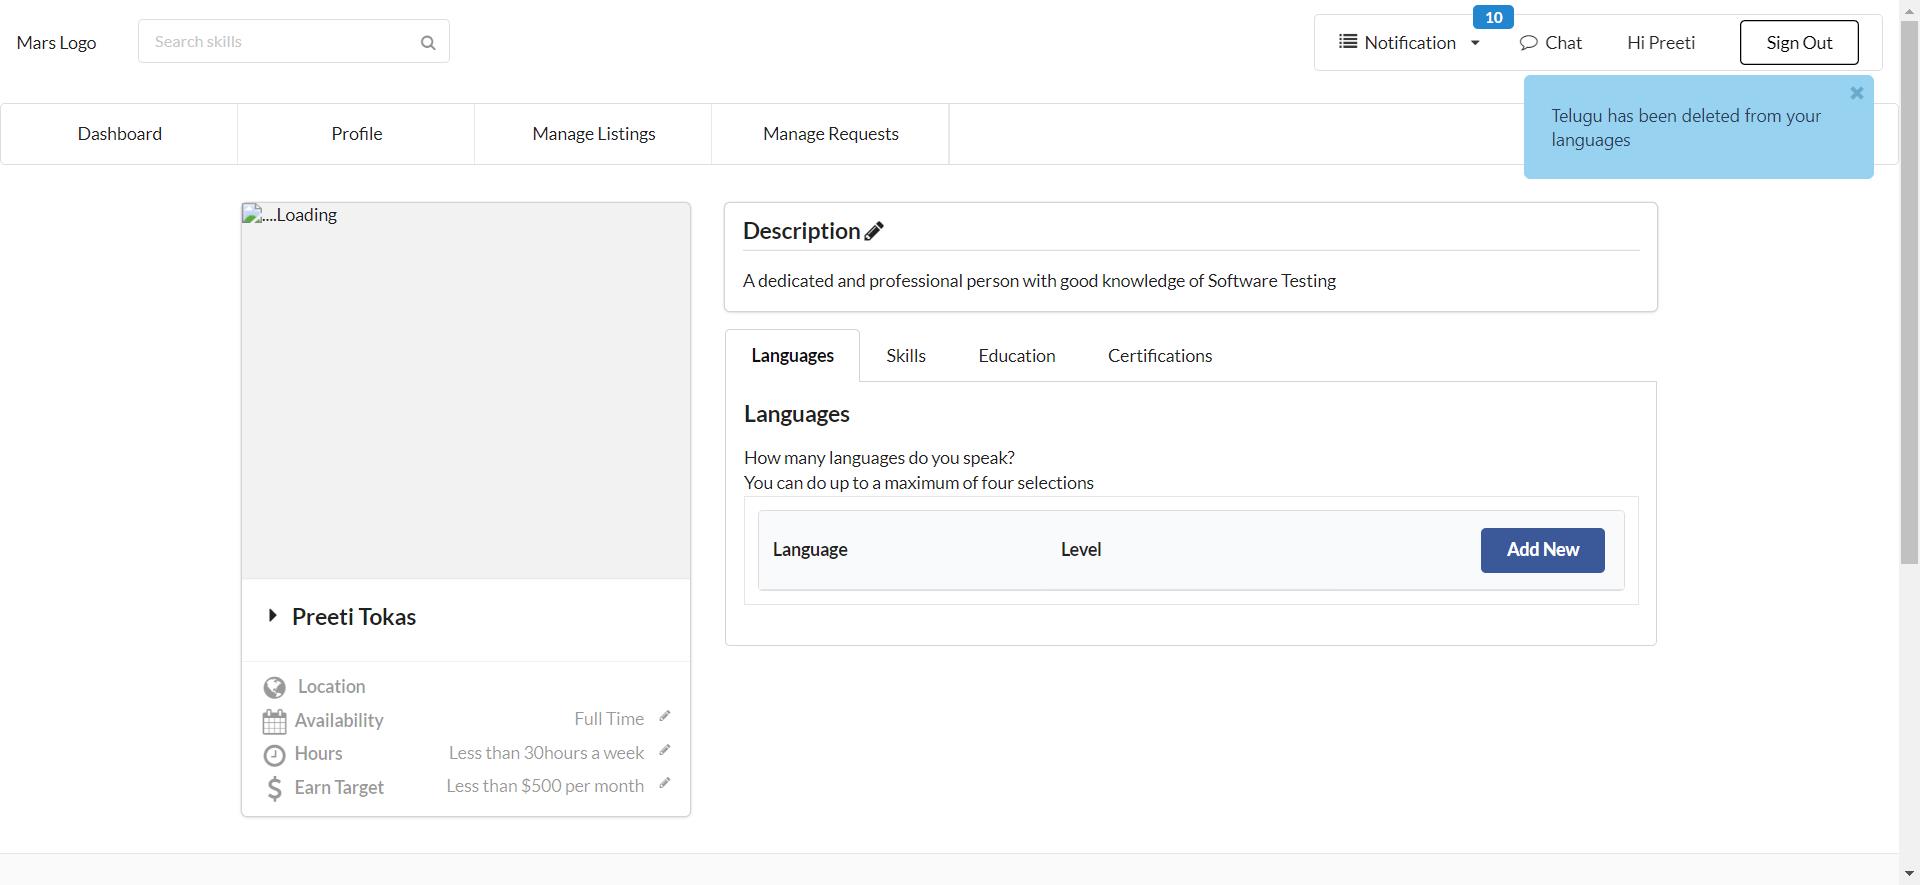 Mars Logo
Search skills
Notification
10
Chat
Hi Preeti
Sign Out
Telugu has been deleted from your
languages
Dashboard
Profile
Manage Listings
Manage Requests
....Loading
Preeti Tokas
Location
Availability
Full Time
Hours
Less than 30hours a week
Earn Target
Less than $500 per month
Description
A dedicated and professional person with good knowledge of Software Testing
Languages
Skills
Education
Certifications
Languages
How many languages do you speak?
You can do up to a maximum of four selections
Language
Level
Add New